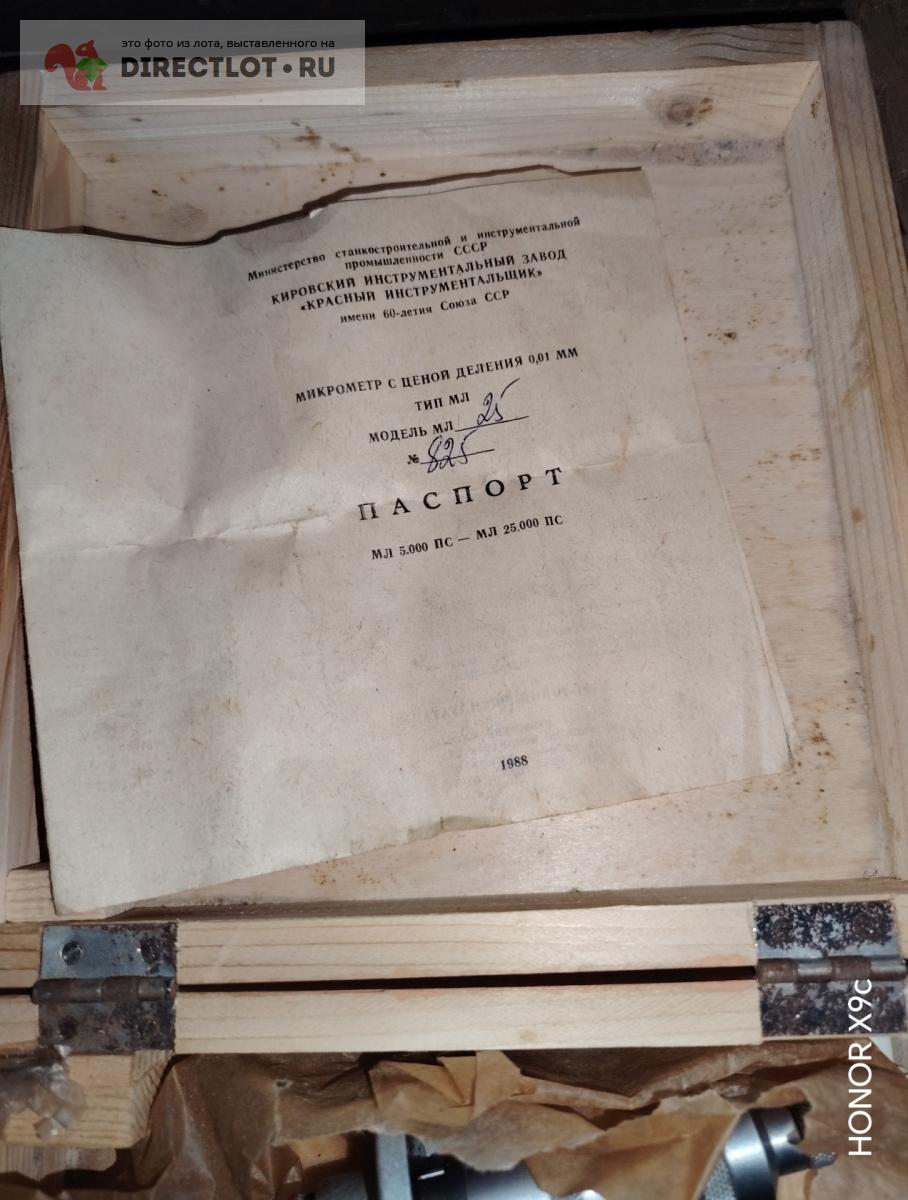 это фото из лота, выставленного на
DIRECTLOT•RU
Министерство станкостроительной и инструментальной
промышленности СССР
КИРОВСКИЙ ИНСТРУМЕНТАЛЬНЫЙ ЗАВОД
«КРАСНЫЙ ИНСТРУМЕНТАЛЬЩИК»
имени 60-летия Союза ССР
МИКРОМЕТР С ЦЕНОЙ ДЕЛЕНИЯ 0,01 ММ
ТИП МЛ
МОДЕЛЬ МЛ 25
№ 825
ПАСПОРТ
МЛ 5.000 ПС — МЛ 25.000 ПС
1988
HONOR X9c